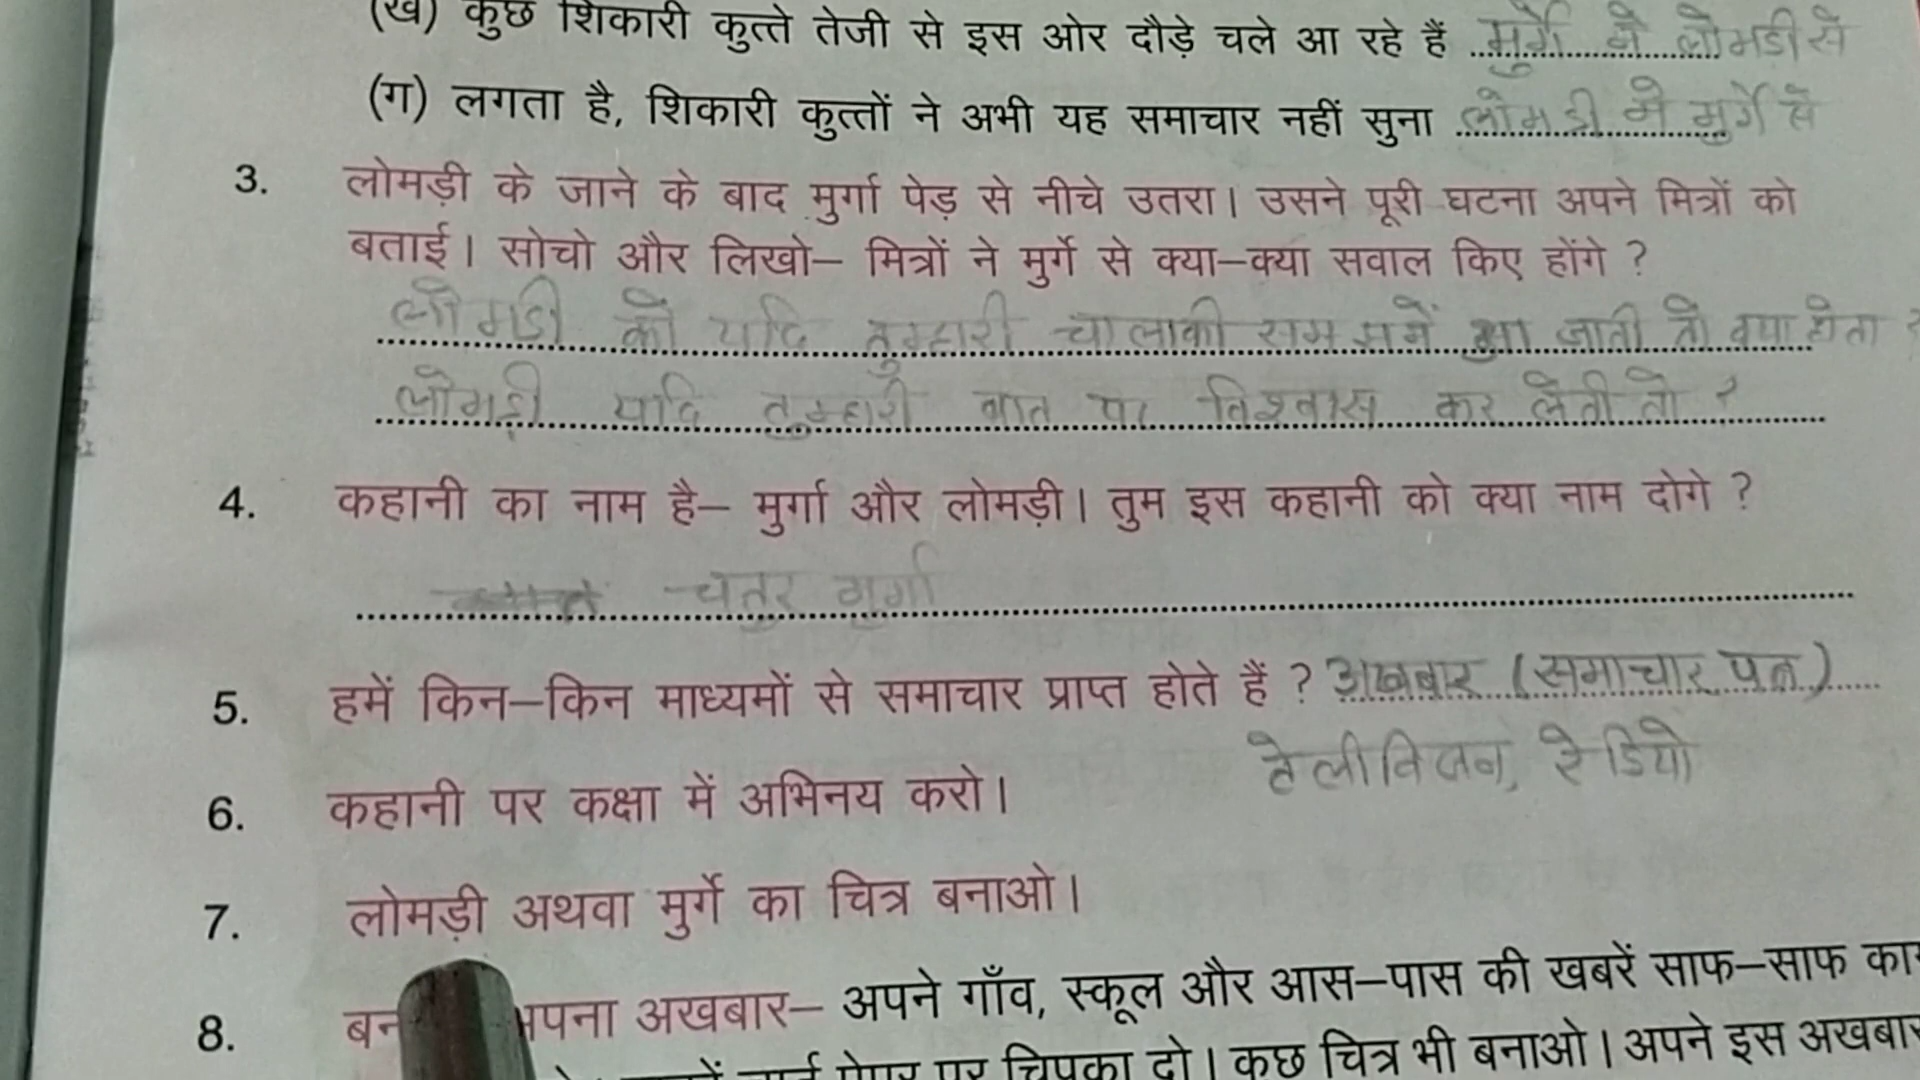 (ख) कुछ शिकारी कुत्ते तेजी से इस ओर दौड़े चले आ रहे हैं मुर्गे ने लोमड़ी से
(ग) लगता है, शिकारी कुत्तों ने अभी यह समाचार नहीं सुना लोमड़ी ने मुर्गे से
3. लोमड़ी के जाने के बाद मुर्गा पेड़ से नीचे उतरा। उसने पूरी घटना अपने मित्रों को
बताई। सोचो और लिखो– मित्रों ने मुर्गे से क्या–क्या सवाल किए होंगे ?
लोमडी को यदि तुम्हारी चालाकी समझ में आ जाती तो क्या होता ?
लोमड़ी यदि तुम्हारी बात पर विश्वास कर लेती तो ?
4. कहानी का नाम है– मुर्गा और लोमड़ी। तुम इस कहानी को क्या नाम दोगे ?
चतुर मुर्गा
5. हमें किन–किन माध्यमों से समाचार प्राप्त होते हैं ? अखबार (समाचार पत्र)
टेलीविजन, रेडियो
6. कहानी पर कक्षा में अभिनय करो।
7. लोमड़ी अथवा मुर्गे का चित्र बनाओ।
8. अखबार– अपने गाँव, स्कूल और आस–पास की खबरें साफ–साफ
पर चिपका दो। कुछ चित्र भी बनाओ। अपने इस अखबार